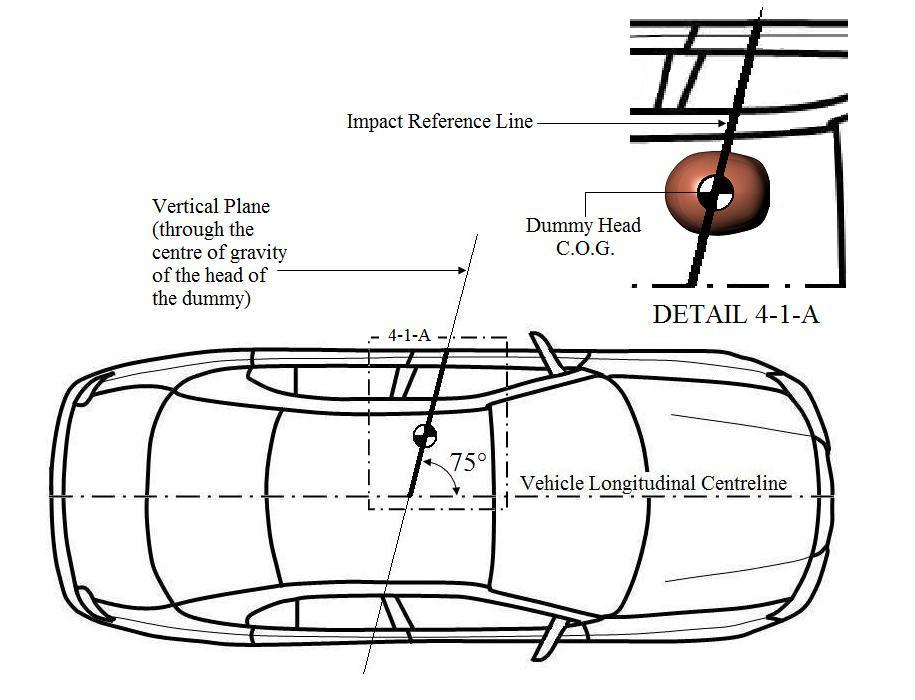 Impact Reference Line
Dummy Head
C.O.G.
DETAIL 4-1-A
Vertical Plane
(through the
centre of gravity
of the head of
the dummy)
4-1-A
75°
Vehicle Longitudinal Centreline